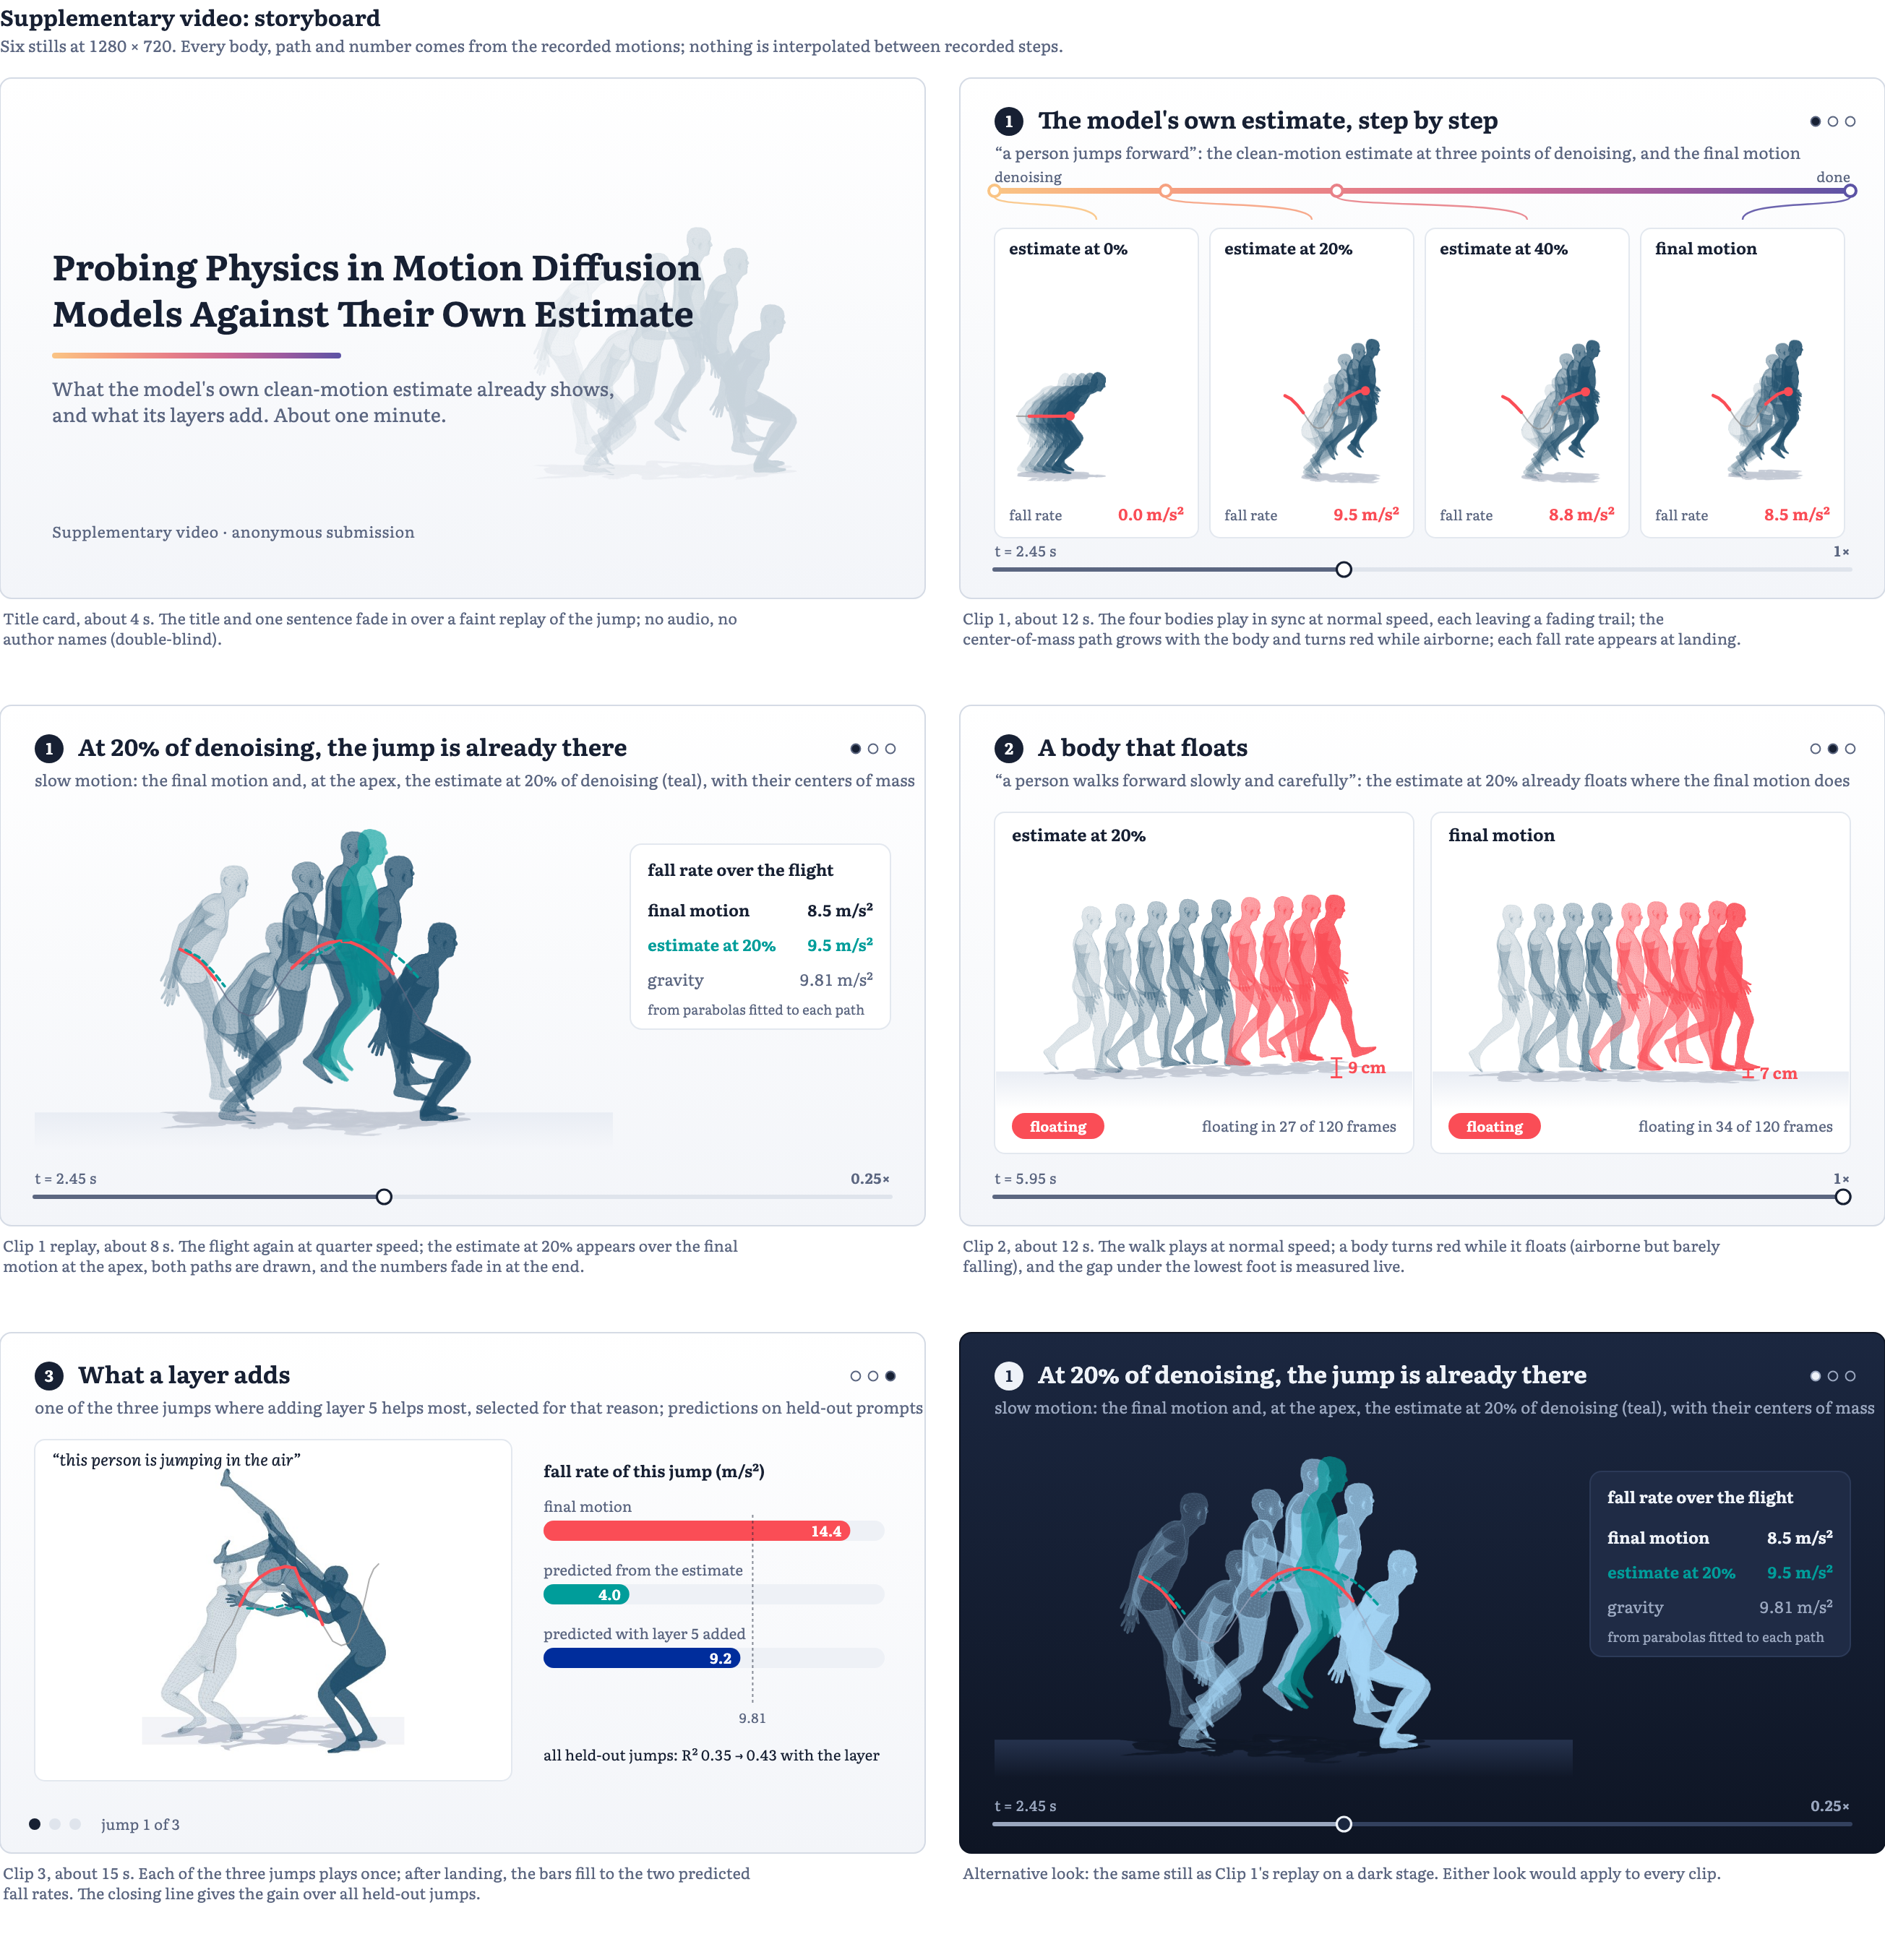 Supplementary video: storyboard
Six stills at 1280 × 720. Every body, path and number comes from the recorded motions; nothing is interpolated between recorded steps.
Probing Physics in Motion Diffusion
Models Against Their Own Estimate
What the model's own clean-motion estimate already shows,
and what its layers add. About one minute.
Supplementary video · anonymous submission
Title card, about 4 s. The title and one sentence fade in over a faint replay of the jump; no audio, no
author names (double-blind).
1 The model's own estimate, step by step
“a person jumps forward”: the clean-motion estimate at three points of denoising, and the final motion
denoising done
estimate at 0% estimate at 20% estimate at 40% final motion
fall rate 0.0 m/s² fall rate 9.5 m/s² fall rate 8.8 m/s² fall rate 8.5 m/s²
t = 2.45 s 1×
Clip 1, about 12 s. The four bodies play in sync at normal speed, each leaving a fading trail; the
center-of-mass path grows with the body and turns red while airborne; each fall rate appears at landing.
1 At 20% of denoising, the jump is already there
slow motion: the final motion and, at the apex, the estimate at 20% of denoising (teal), with their centers of mass
fall rate over the flight
final motion 8.5 m/s²
estimate at 20% 9.5 m/s²
gravity 9.81 m/s²
from parabolas fitted to each path
t = 2.45 s 0.25×
Clip 1 replay, about 8 s. The flight again at quarter speed; the estimate at 20% appears over the final
motion at the apex, both paths are drawn, and the numbers fade in at the end.
2 A body that floats
“a person walks forward slowly and carefully”: the estimate at 20% already floats where the final motion does
estimate at 20% final motion
9 cm 7 cm
floating floating in 27 of 120 frames floating floating in 34 of 120 frames
t = 5.95 s 1×
Clip 2, about 12 s. The walk plays at normal speed; a body turns red while it floats (airborne but barely
falling), and the gap under the lowest foot is measured live.
3 What a layer adds
one of the three jumps where adding layer 5 helps most, selected for that reason; predictions on held-out prompts
“this person is jumping in the air”
fall rate of this jump (m/s²)
final motion
14.4
predicted from the estimate
4.0
predicted with layer 5 added
9.2
9.81
all held-out jumps: R² 0.35 → 0.43 with the layer
jump 1 of 3
Clip 3, about 15 s. Each of the three jumps plays once; after landing, the bars fill to the two predicted
fall rates. The closing line gives the gain over all held-out jumps.
1 At 20% of denoising, the jump is already there
slow motion: the final motion and, at the apex, the estimate at 20% of denoising (teal), with their centers of mass
fall rate over the flight
final motion 8.5 m/s²
estimate at 20% 9.5 m/s²
gravity 9.81 m/s²
from parabolas fitted to each path
t = 2.45 s 0.25×
Alternative look: the same still as Clip 1's replay on a dark stage. Either look would apply to every clip.